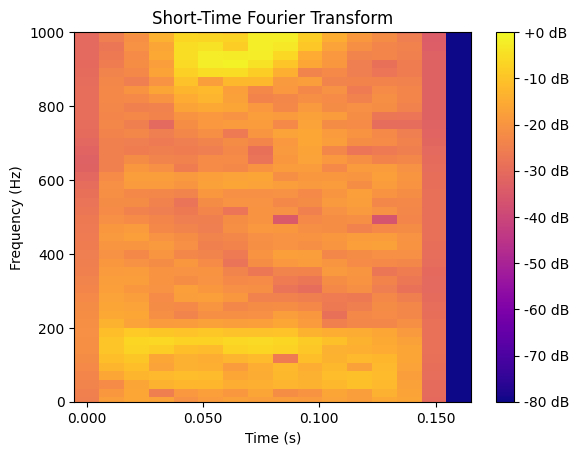 Short-Time Fourier Transform
1000
800
600
400
200
0
Frequency (Hz)
0.000
0.050
0.100
0.150
Time (s)
+0 dB
-10 dB
-20 dB
-30 dB
-40 dB
-50 dB
-60 dB
-70 dB
-80 dB